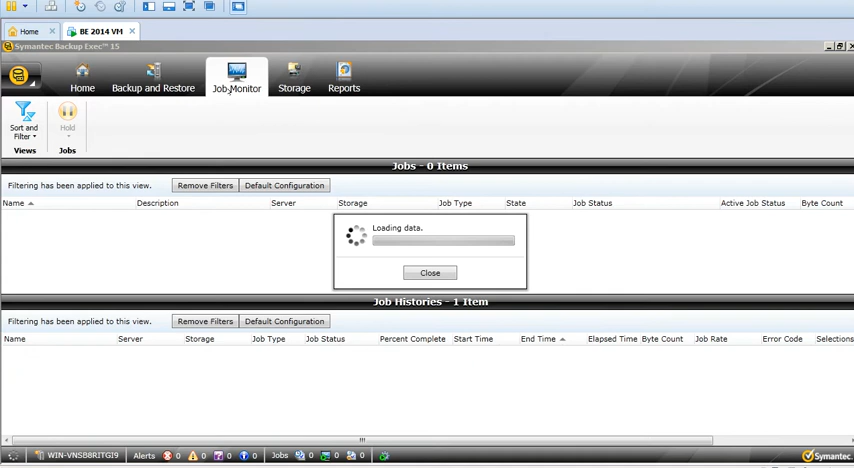 Home BE 2014 VM
Symantec Backup Exec™ 15
Home Backup and Restore Job Monitor Storage Reports
Sort and Filter Hold
Views Jobs
Jobs - 0 Items
Filtering has been applied to this view. Remove Filters Default Configuration
Name Description Server Storage Job Type State Job Status Active Job Status Byte Count
Loading data.
Close
Job Histories - 1 Item
Filtering has been applied to this view. Remove Filters Default Configuration
Name Server Storage Job Type Job Status Percent Complete Start Time End Time Elapsed Time Byte Count Job Rate Error Code Selections
WIN-VNSB8RITGI9 Alerts 0 0 0 0 Jobs 0 0 0 Symantec.